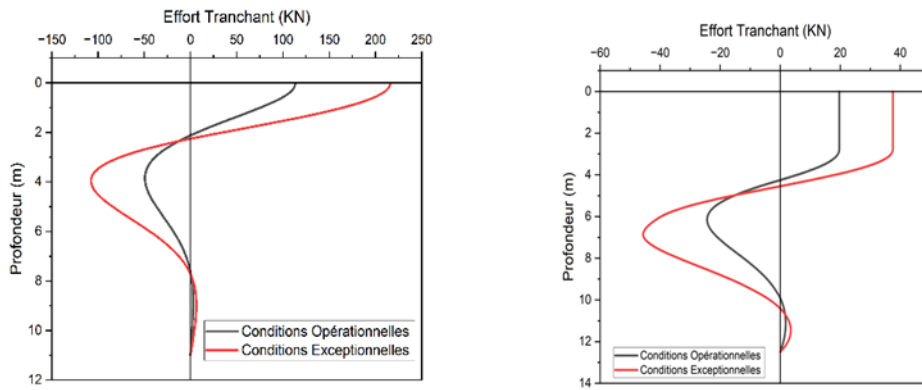 Effort Tranchant (KN)
−150 −100 −50 0 50 100 150 200 250
0
2
4
6
8
10
12
Profondeur (m)
Conditions Opérationnelles
Conditions Exceptionnelles
Effort Tranchant (KN)
−60 −40 −20 0 20 40
0
2
4
6
8
10
12
14
Profondeur (m)
Conditions Opérationnelles
Conditions Exceptionnelles